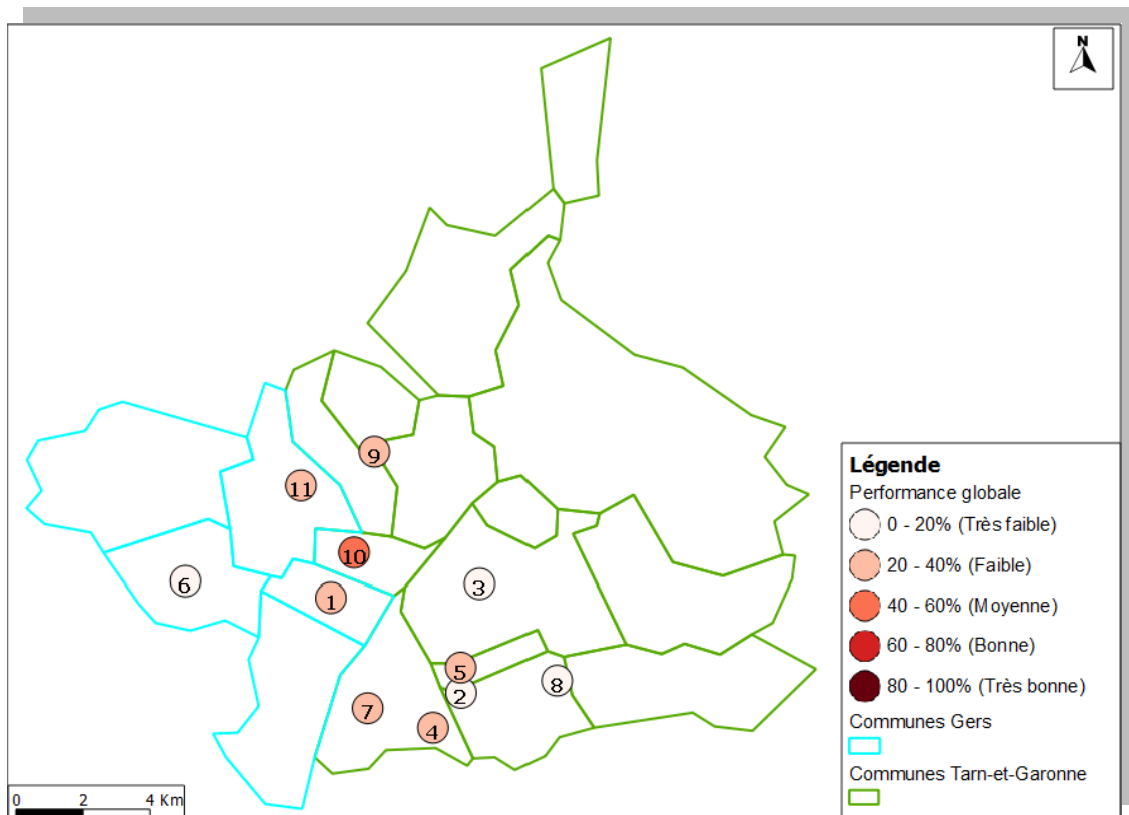 N
9
11
10
6
3
1
5
8
2
7
4
Légende
Performance globale
0 - 20% (Très faible)
20 - 40% (Faible)
40 - 60% (Moyenne)
60 - 80% (Bonne)
80 - 100% (Très bonne)
Communes Gers
Communes Tarn-et-Garonne
0 2 4 Km